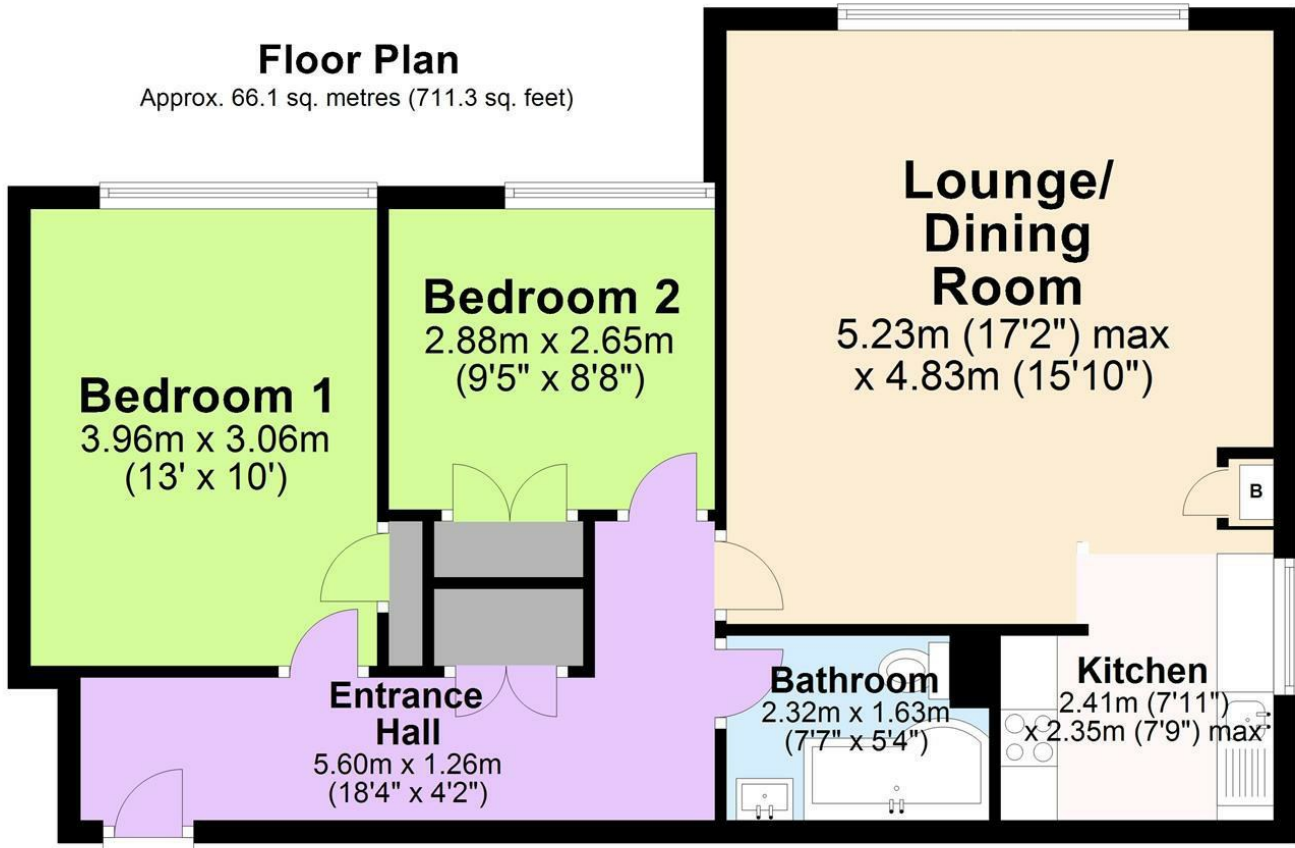 Floor Plan
Approx. 66.1 sq. metres (711.3 sq. feet)
Lounge/
Dining
Room
5.23m (17'2") max
x 4.83m (15'10")
Bedroom 2
2.88m x 2.65m
(9'5" x 8'8")
Bedroom 1
3.96m x 3.06m
(13' x 10')
B
Entrance
Hall
5.60m x 1.26m
(18'4" x 4'2")
Bathroom
2.32m x 1.63m
(7'7" x 5'4")
Kitchen
2.41m (7'11")
x 2.35m (7'9") max